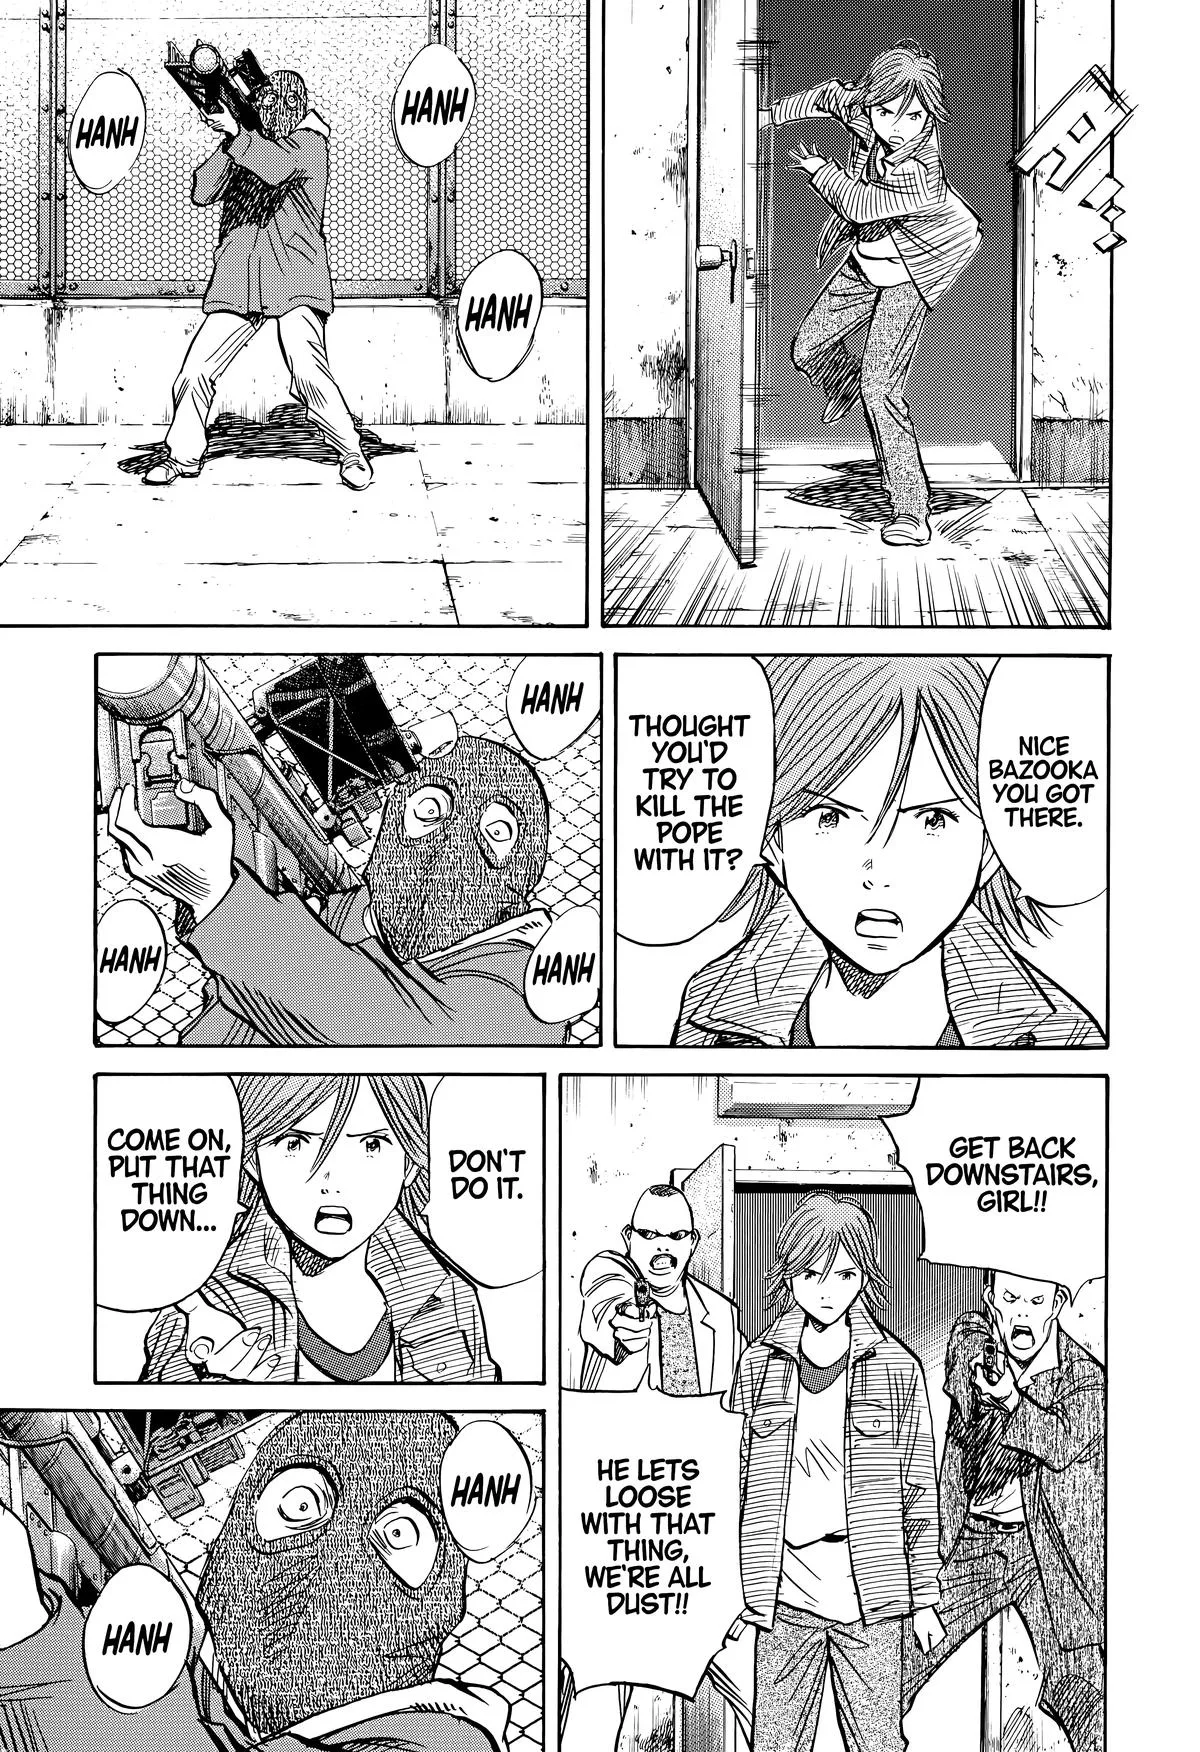 ガン
HANH
HANH
HANH
NICE
BAZOOKA
YOU GOT
THERE.
THOUGHT
YOU'D
TRY TO
KILL THE
POPE
WITH IT?
HANH
HANH
HANH
GET BACK
DOWNSTAIRS,
GIRL!!
HE LETS
LOOSE
WITH THAT
THING,
WE'RE ALL
DUST!!
DON'T
DO IT.
COME ON,
PUT THAT
THING
DOWN...
HANH
HANH